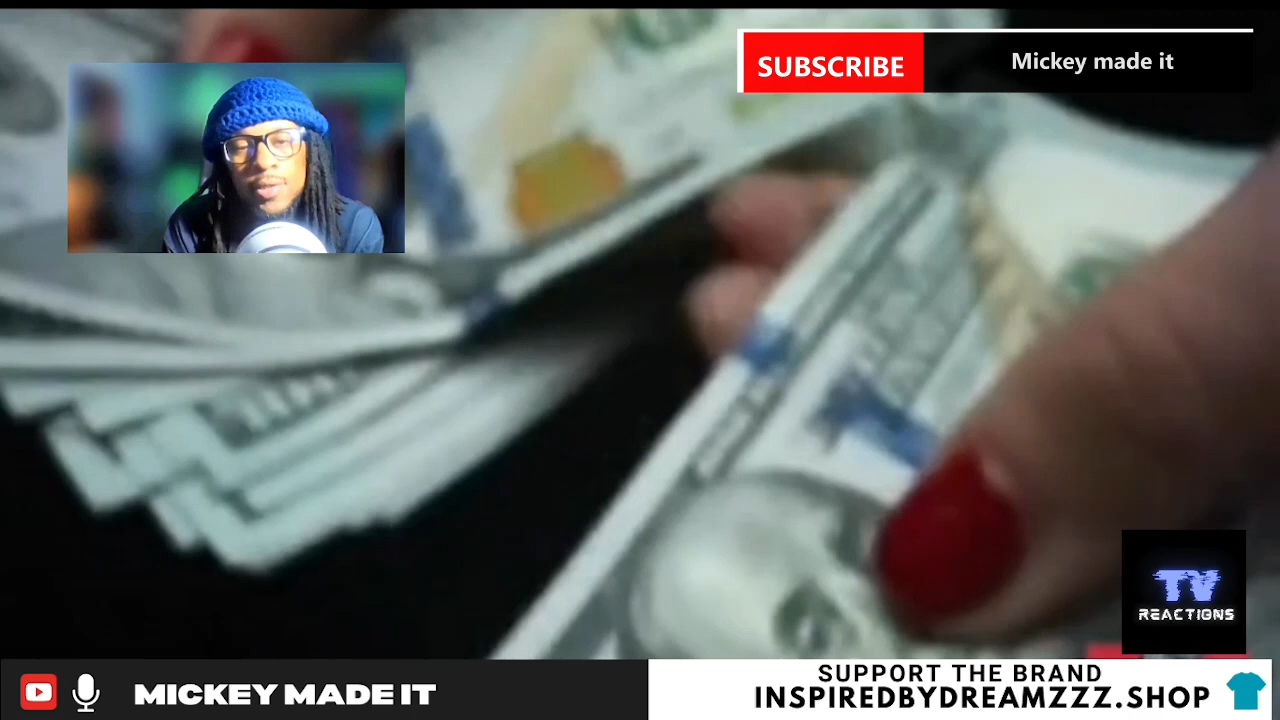 SUBSCRIBE
Mickey made it
TV
REACTIONS
MICKEY MADE IT
SUPPORT THE BRAND
INSPIREDBYDREAMZZZ.SHOP